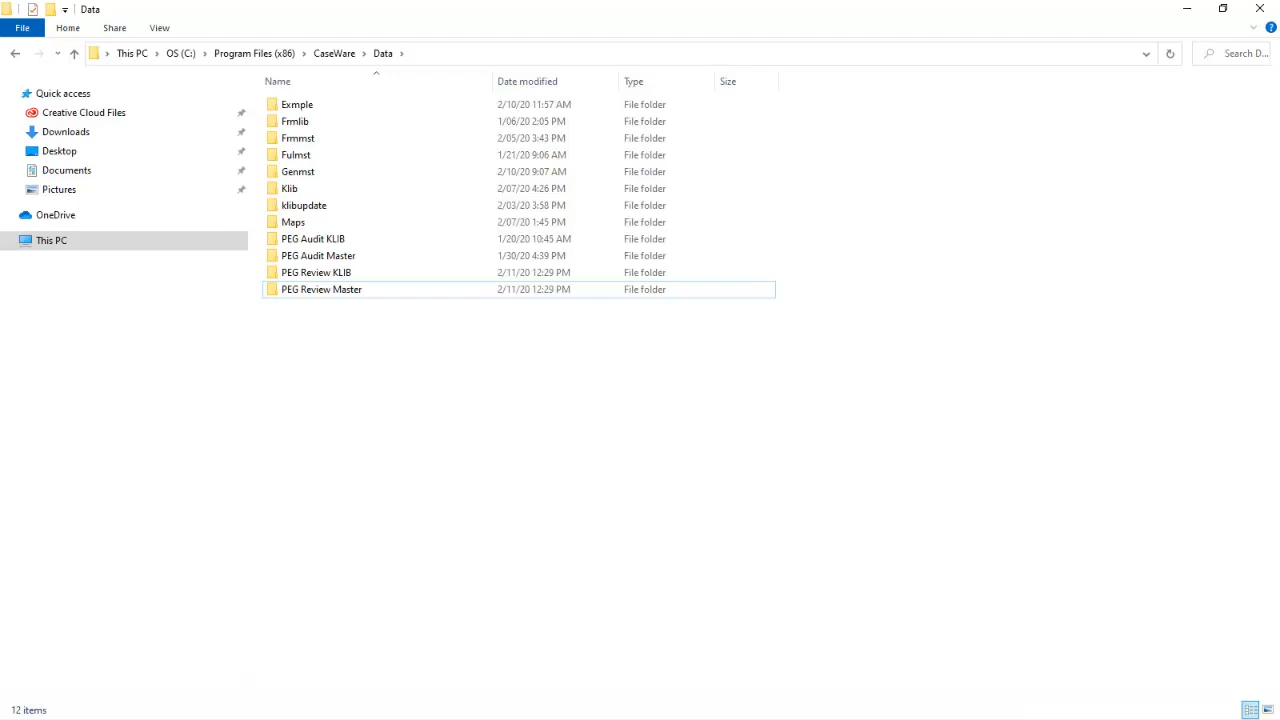 Data
File Home Share View
This PC OS (C:) Program Files (x86) CaseWare Data Search D...
Name Date modified Type Size
Quick access
Creative Cloud Files
Downloads
Desktop
Documents
Pictures
OneDrive
This PC
Exmple 2/10/20 11:57 AM File folder
Frmlib 1/06/20 2:05 PM File folder
Frmmst 2/05/20 3:43 PM File folder
Fulmst 1/21/20 9:06 AM File folder
Genmst 2/10/20 9:07 AM File folder
Klib 2/07/20 4:26 PM File folder
klibupdate 2/03/20 3:58 PM File folder
Maps 2/07/20 1:45 PM File folder
PEG Audit KLIB 1/20/20 10:45 AM File folder
PEG Audit Master 1/30/20 4:39 PM File folder
PEG Review KLIB 2/11/20 12:29 PM File folder
PEG Review Master 2/11/20 12:29 PM File folder
12 items